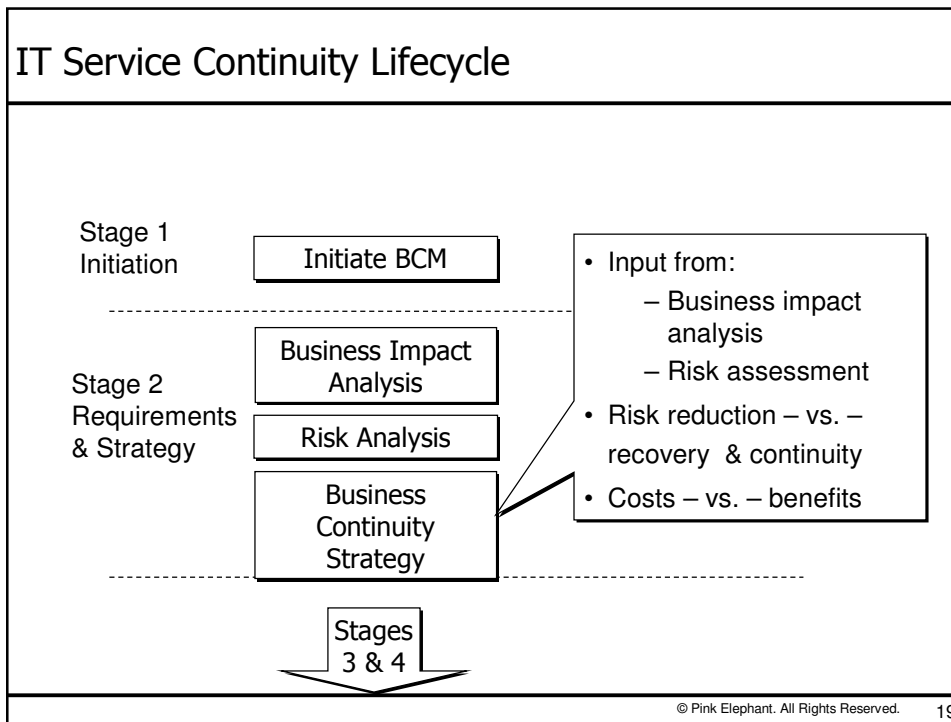 IT Service Continuity Lifecycle
Stage 1
Initiation
Initiate BCM
Stage 2
Requirements
& Strategy
Business Impact
Analysis
Risk Analysis
Business
Continuity
Strategy
• Input from:
– Business impact
analysis
– Risk assessment
• Risk reduction – vs. –
recovery & continuity
• Costs – vs. – benefits
Stages
3 & 4
© Pink Elephant. All Rights Reserved. 19